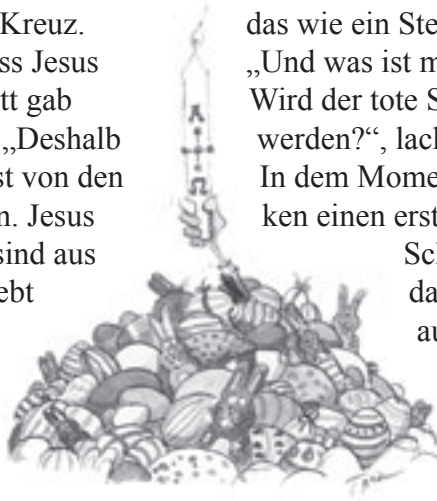 Kreuz.
ss Jesus
tt gab
„Deshalb
st von den
n. Jesus
sind aus
ebt
das wie ein Ste
„Und was ist m
Wird der tote S
werden?“, lach
In dem Mome
ken einen erst
Sch
da
au
Α
Ω